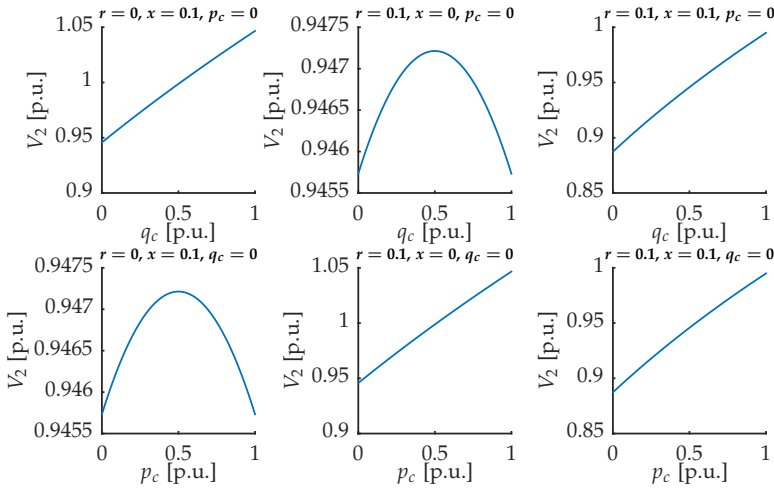 r = 0, x = 0.1, p_c = 0
1.05
1
0.95
0.9
V_2 [p.u.]
0 0.5 1
q_c [p.u.]
r = 0.1, x = 0, p_c = 0
0.9475
0.947
0.9465
0.946
0.9455
V_2 [p.u.]
0 0.5 1
q_c [p.u.]
r = 0.1, x = 0.1, p_c = 0
1
0.95
0.9
0.85
V_2 [p.u.]
0 0.5 1
q_c [p.u.]
r = 0, x = 0.1, q_c = 0
0.9475
0.947
0.9465
0.946
0.9455
V_2 [p.u.]
0 0.5 1
p_c [p.u.]
r = 0.1, x = 0, q_c = 0
1.05
1
0.95
0.9
V_2 [p.u.]
0 0.5 1
p_c [p.u.]
r = 0.1, x = 0.1, q_c = 0
1
0.95
0.9
0.85
V_2 [p.u.]
0 0.5 1
p_c [p.u.]